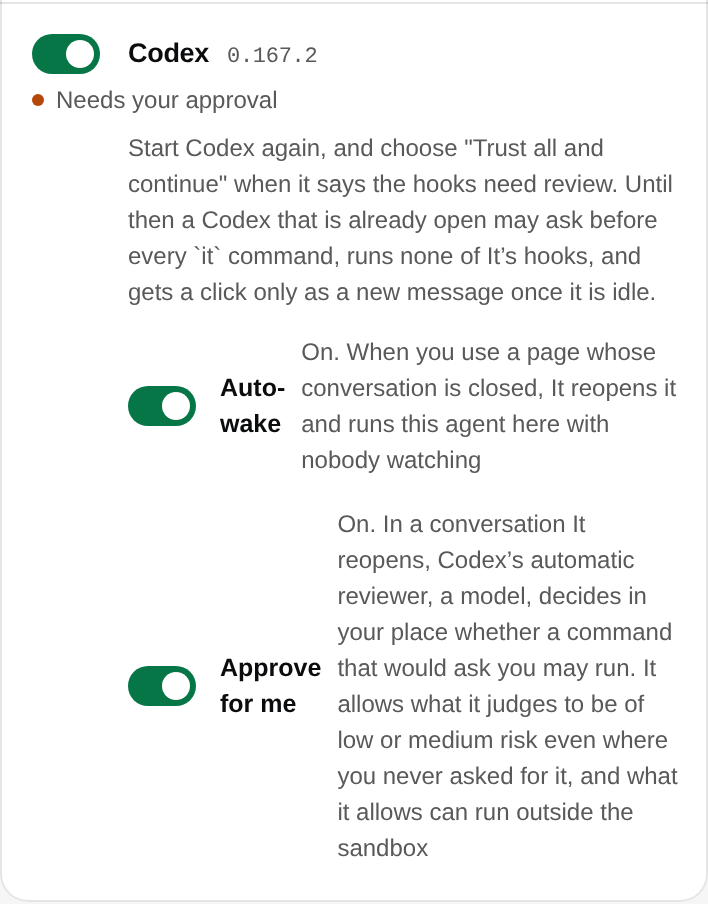 Codex 0.167.2
Needs your approval
Start Codex again, and choose "Trust all and
continue" when it says the hooks need review. Until
then a Codex that is already open may ask before
every `it` command, runs none of It’s hooks, and
gets a click only as a new message once it is idle.
Auto-
wake
On. When you use a page whose
conversation is closed, It reopens it
and runs this agent here with
nobody watching
Approve
for me
On. In a conversation It
reopens, Codex’s automatic
reviewer, a model, decides in
your place whether a command
that would ask you may run. It
allows what it judges to be of
low or medium risk even where
you never asked for it, and what
it allows can run outside the
sandbox